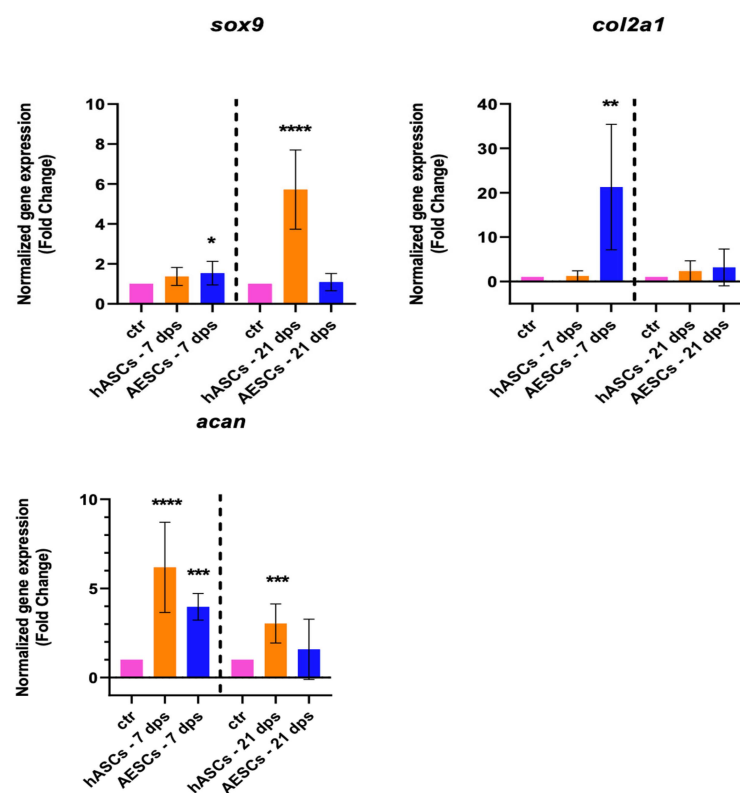 sox9
Normalized gene expression
(Fold Change)
10
8
6
4
2
0
*
****
ctr
hASCs - 7 dps
AESCs - 7 dps
ctr
hASCs - 21 dps
AESCs - 21 dps
col2a1
Normalized gene expression
(Fold Change)
40
30
20
10
0
**
ctr
hASCs - 7 dps
AESCs - 7 dps
ctr
hASCs - 21 dps
AESCs - 21 dps
acan
Normalized gene expression
(Fold Change)
10
5
0
****
***
***
ctr
hASCs - 7 dps
AESCs - 7 dps
ctr
hASCs - 21 dps
AESCs - 21 dps